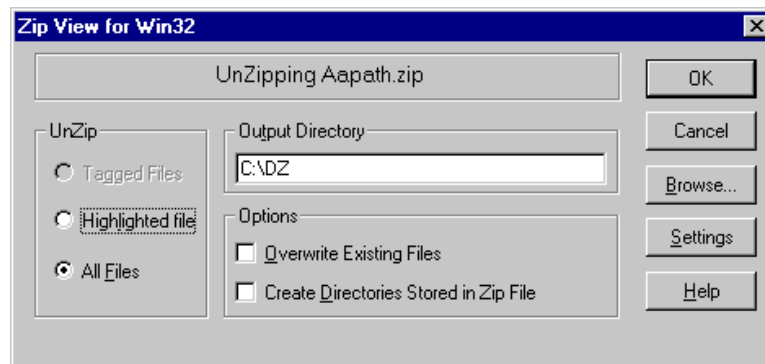 Zip View for Win32
UnZipping Aapath.zip
OK
UnZip
Output Directory
Cancel
Tagged Files
C:\DZ
Browse...
Highlighted file
Options
Overwrite Existing Files
Settings
All Files
Create Directories Stored in Zip File
Help